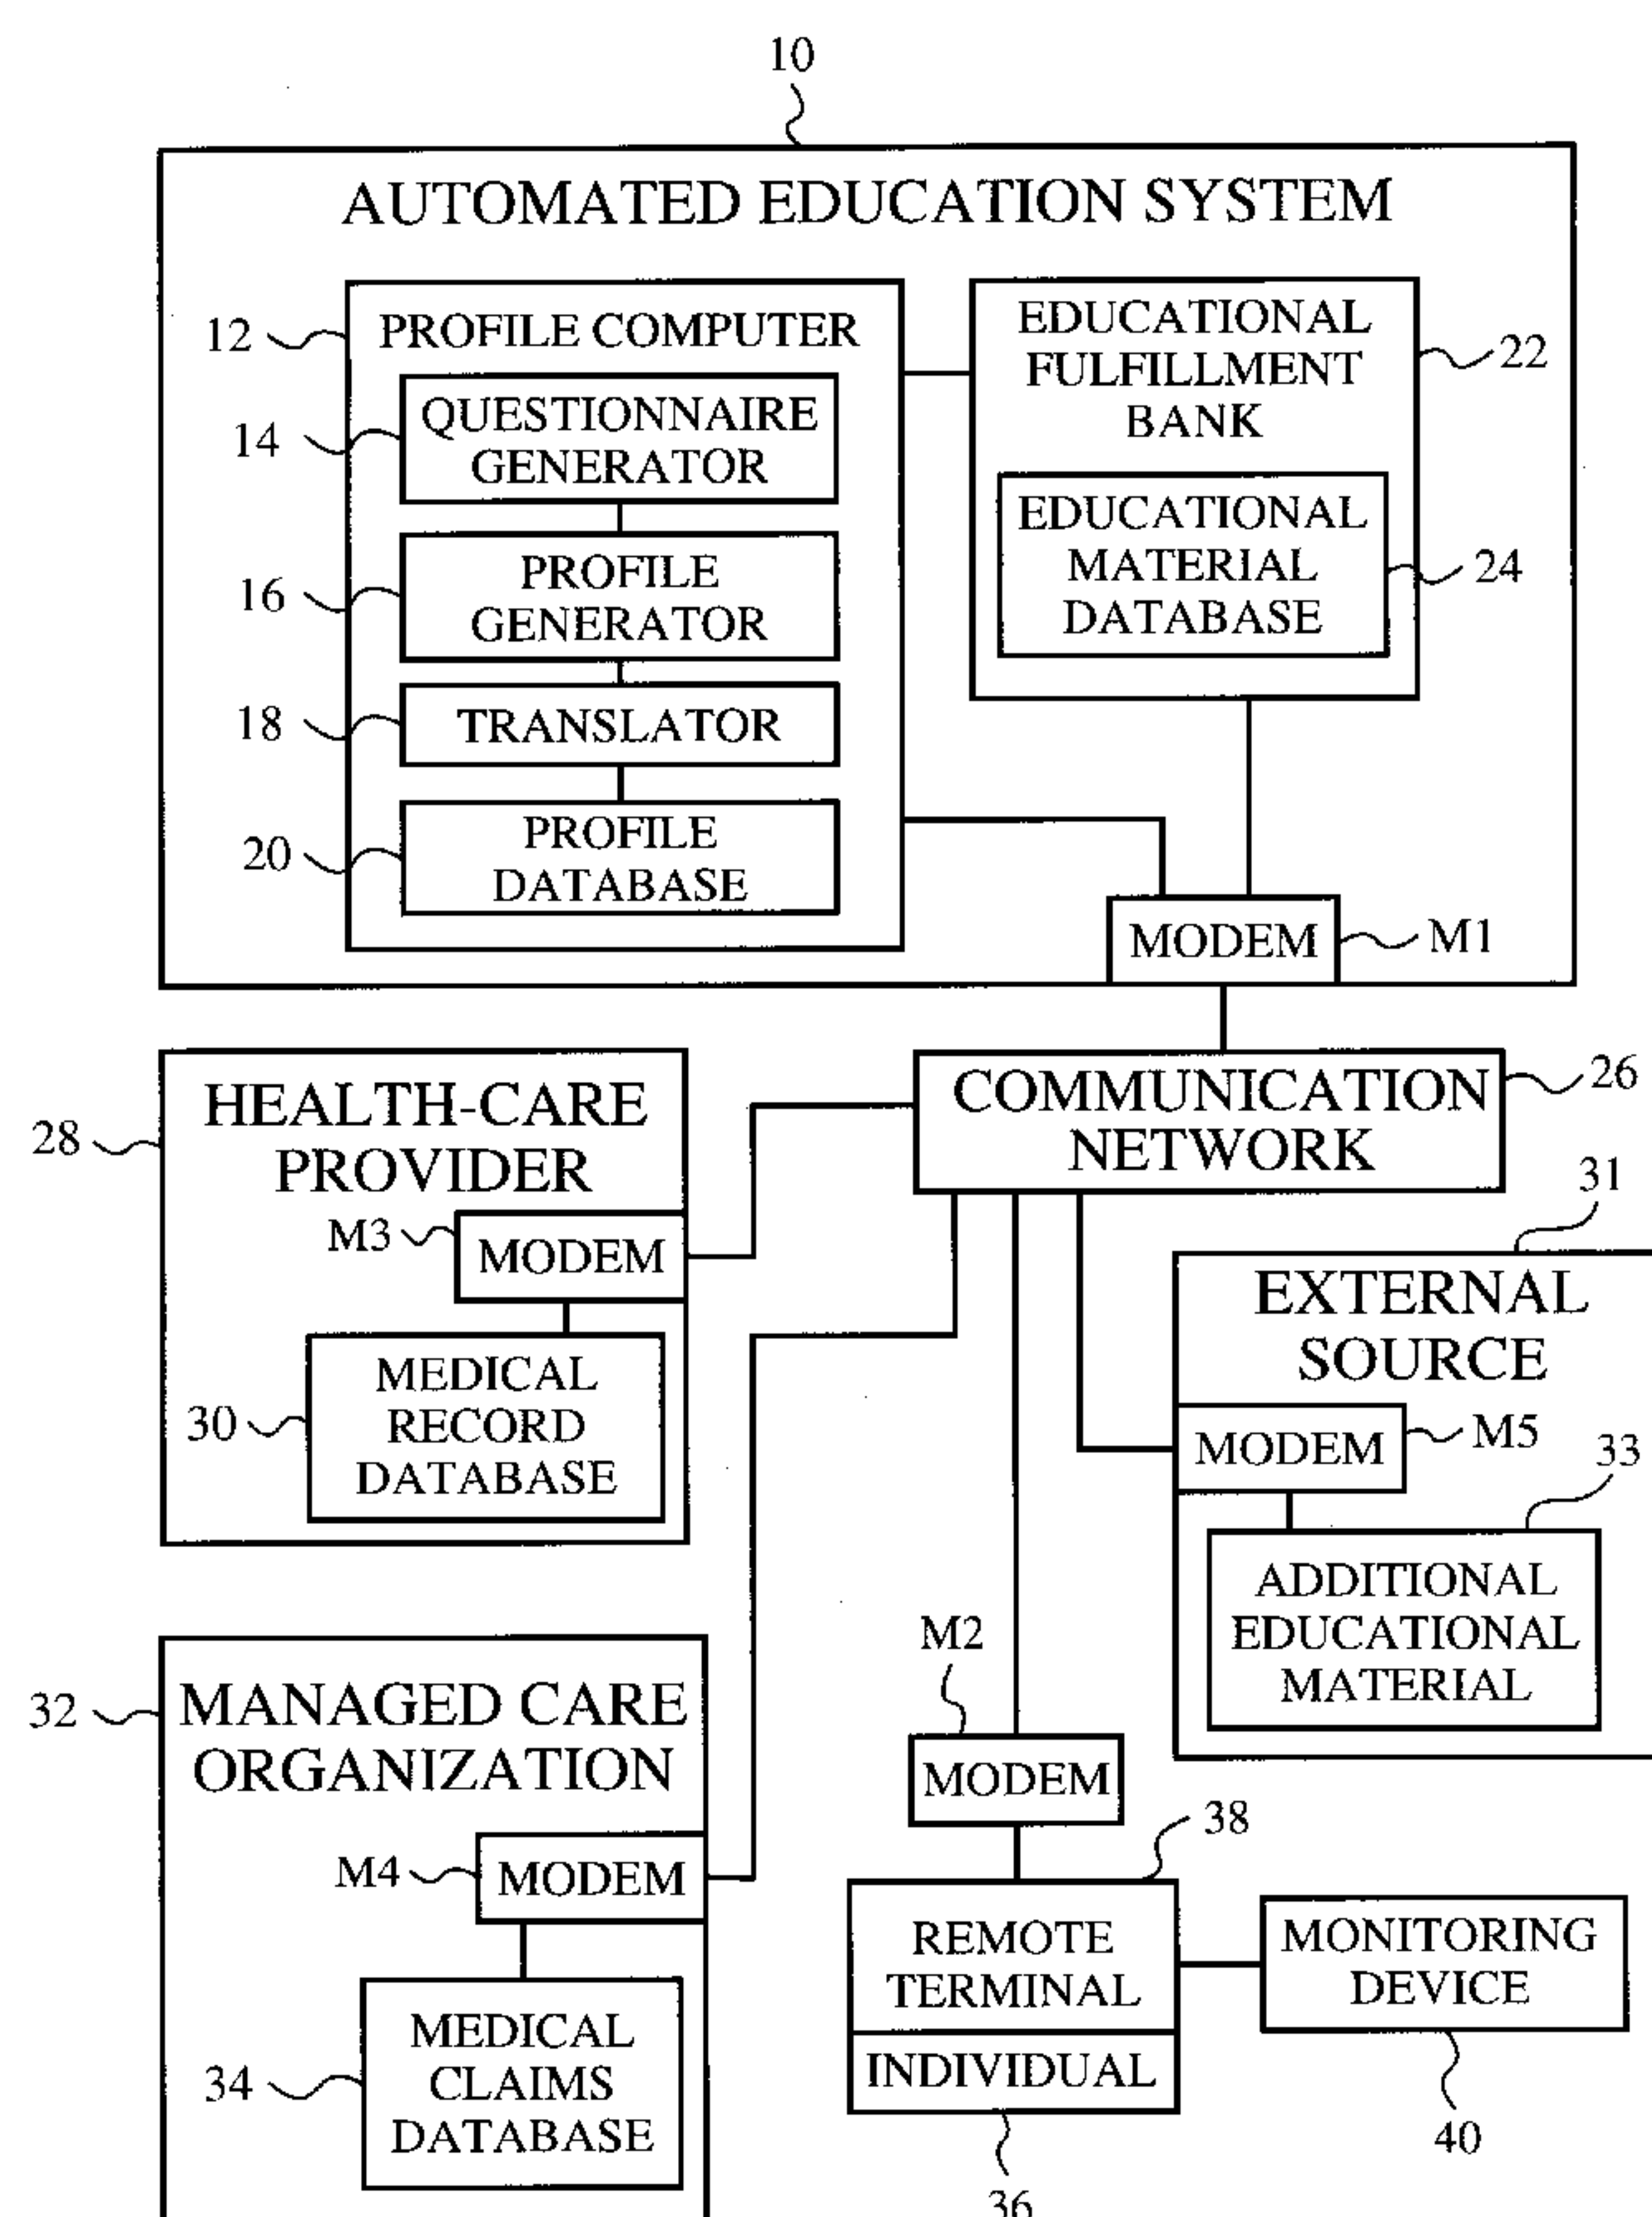 10
AUTOMATED EDUCATION SYSTEM
12
PROFILE COMPUTER
14
QUESTIONNAIRE
GENERATOR
16
PROFILE
GENERATOR
18
TRANSLATOR
20
PROFILE
DATABASE
EDUCATIONAL
FULFILLMENT
BANK
22
EDUCATIONAL
MATERIAL
DATABASE
24
MODEM
M1
COMMUNICATION
NETWORK
26
28
HEALTH-CARE
PROVIDER
M3
MODEM
30
MEDICAL
RECORD
DATABASE
31
EXTERNAL
SOURCE
MODEM
M5
33
ADDITIONAL
EDUCATIONAL
MATERIAL
32
MANAGED CARE
ORGANIZATION
M4
MODEM
34
MEDICAL
CLAIMS
DATABASE
M2
MODEM
38
REMOTE
TERMINAL
INDIVIDUAL
36
MONITORING
DEVICE
40